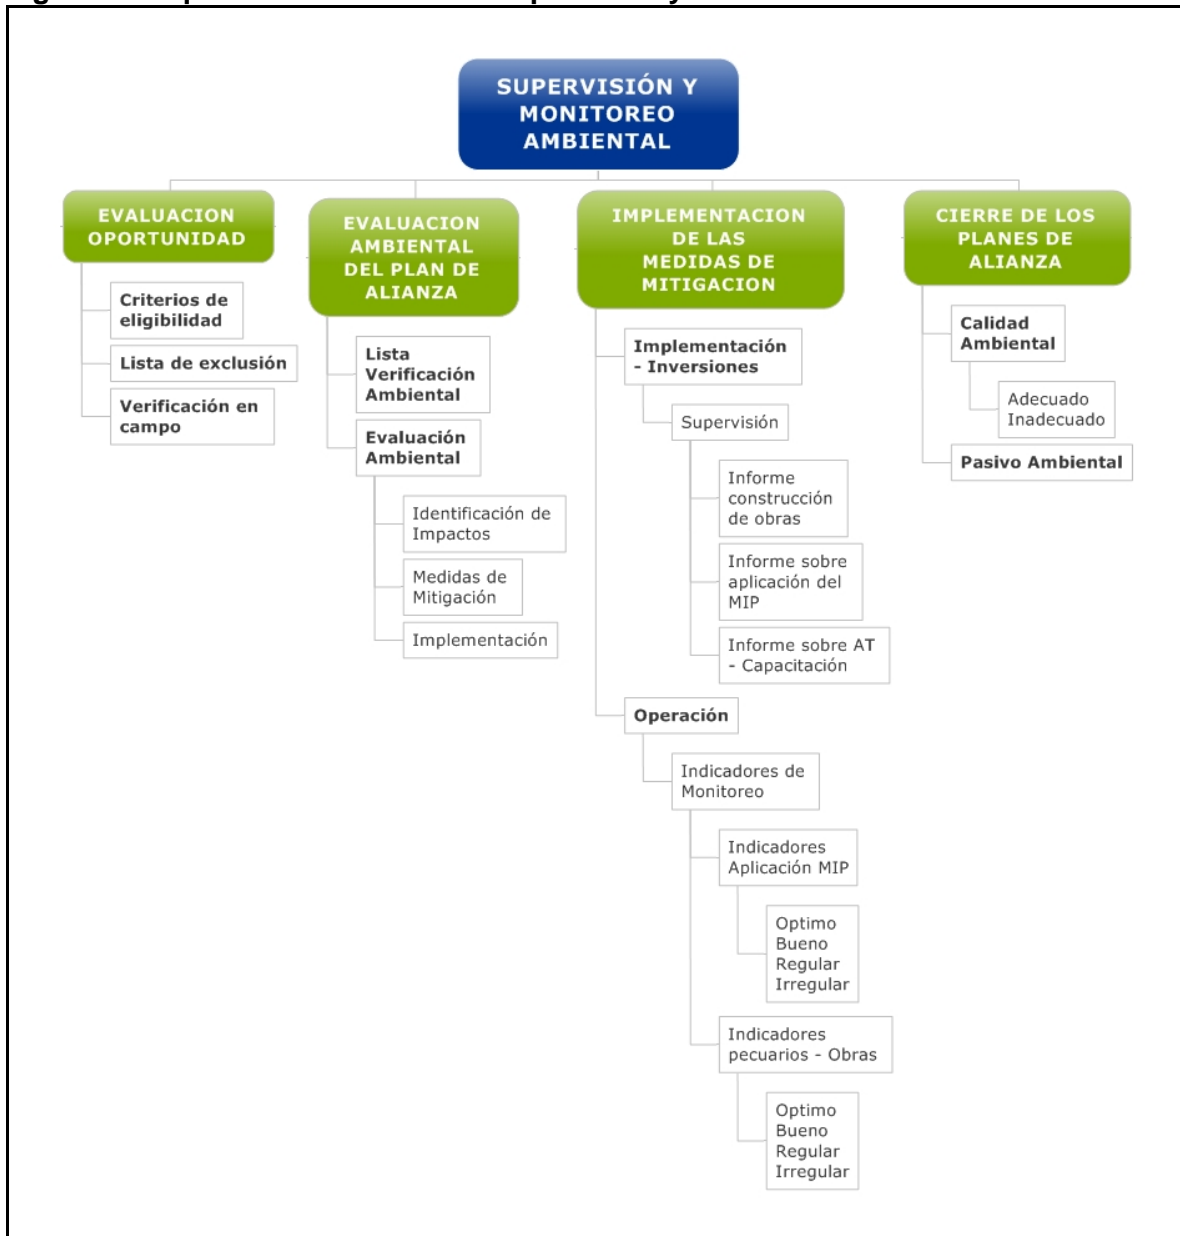 SUPERVISIÓN Y
MONITOREO
AMBIENTAL
EVALUACION
OPORTUNIDAD
Criterios de
eligibilidad
Lista de exclusión
Verificación en
campo
EVALUACION
AMBIENTAL
DEL PLAN DE
ALIANZA
Lista
Verificación
Ambiental
Evaluación
Ambiental
Identificación de
Impactos
Medidas de
Mitigación
Implementación
IMPLEMENTACION
DE LAS
MEDIDAS DE
MITIGACION
Implementación
- Inversiones
Supervisión
Informe
construcción
de obras
Informe sobre
aplicación del
MIP
Informe sobre AT
- Capacitación
Operación
Indicadores de
Monitoreo
Indicadores
Aplicación MIP
Optimo
Bueno
Regular
Irregular
Indicadores
pecuarios - Obras
Optimo
Bueno
Regular
Irregular
CIERRE DE LOS
PLANES DE
ALIANZA
Calidad
Ambiental
Adecuado
Inadecuado
Pasivo Ambiental